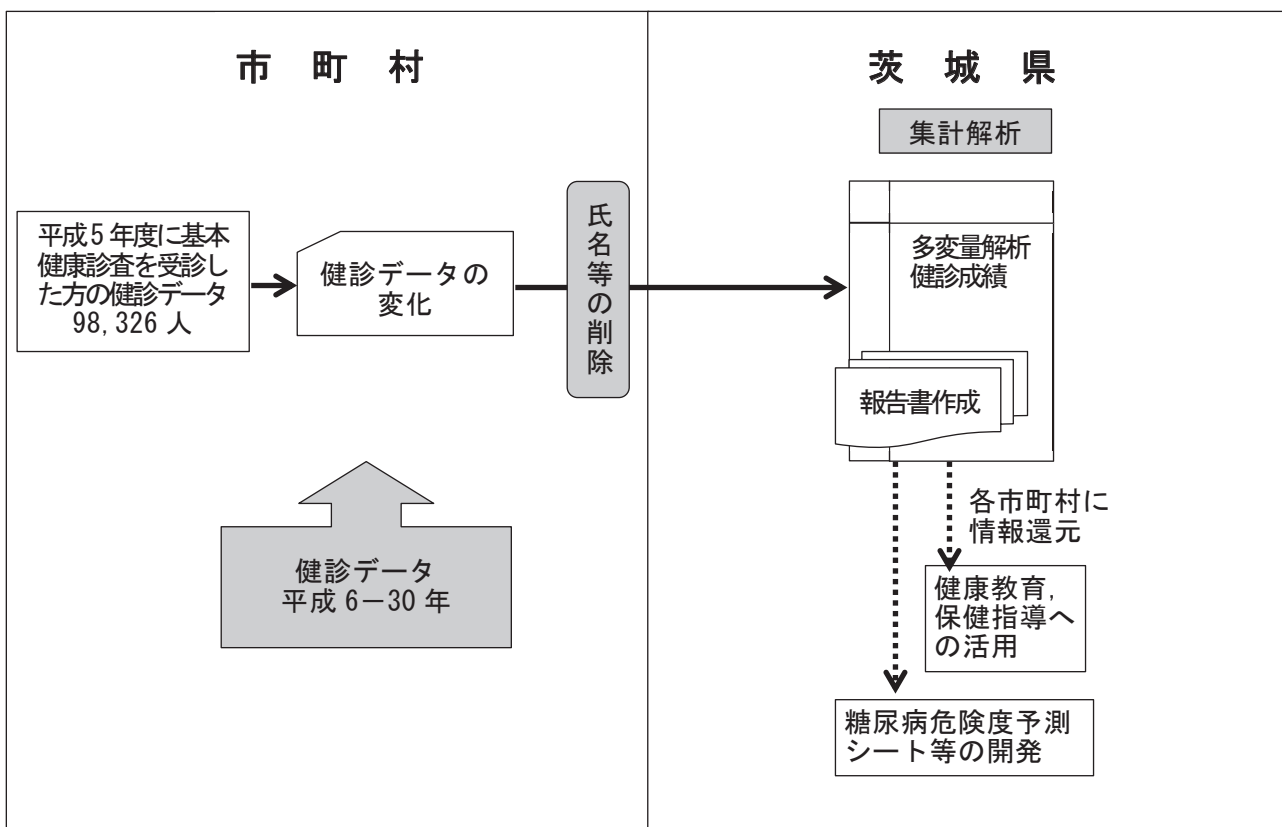 市 町 村
平成5年度に基本
健康診査を受診し
た方の健診データ
98,326 人
健診データの
変化
氏名等の削除
健診データ
平成 6－30 年
茨 城 県
集計解析
多変量解析
健診成績
報告書作成
各市町村に
情報還元
健康教育，
保健指導へ
の活用
糖尿病危険度予測
シート等の開発